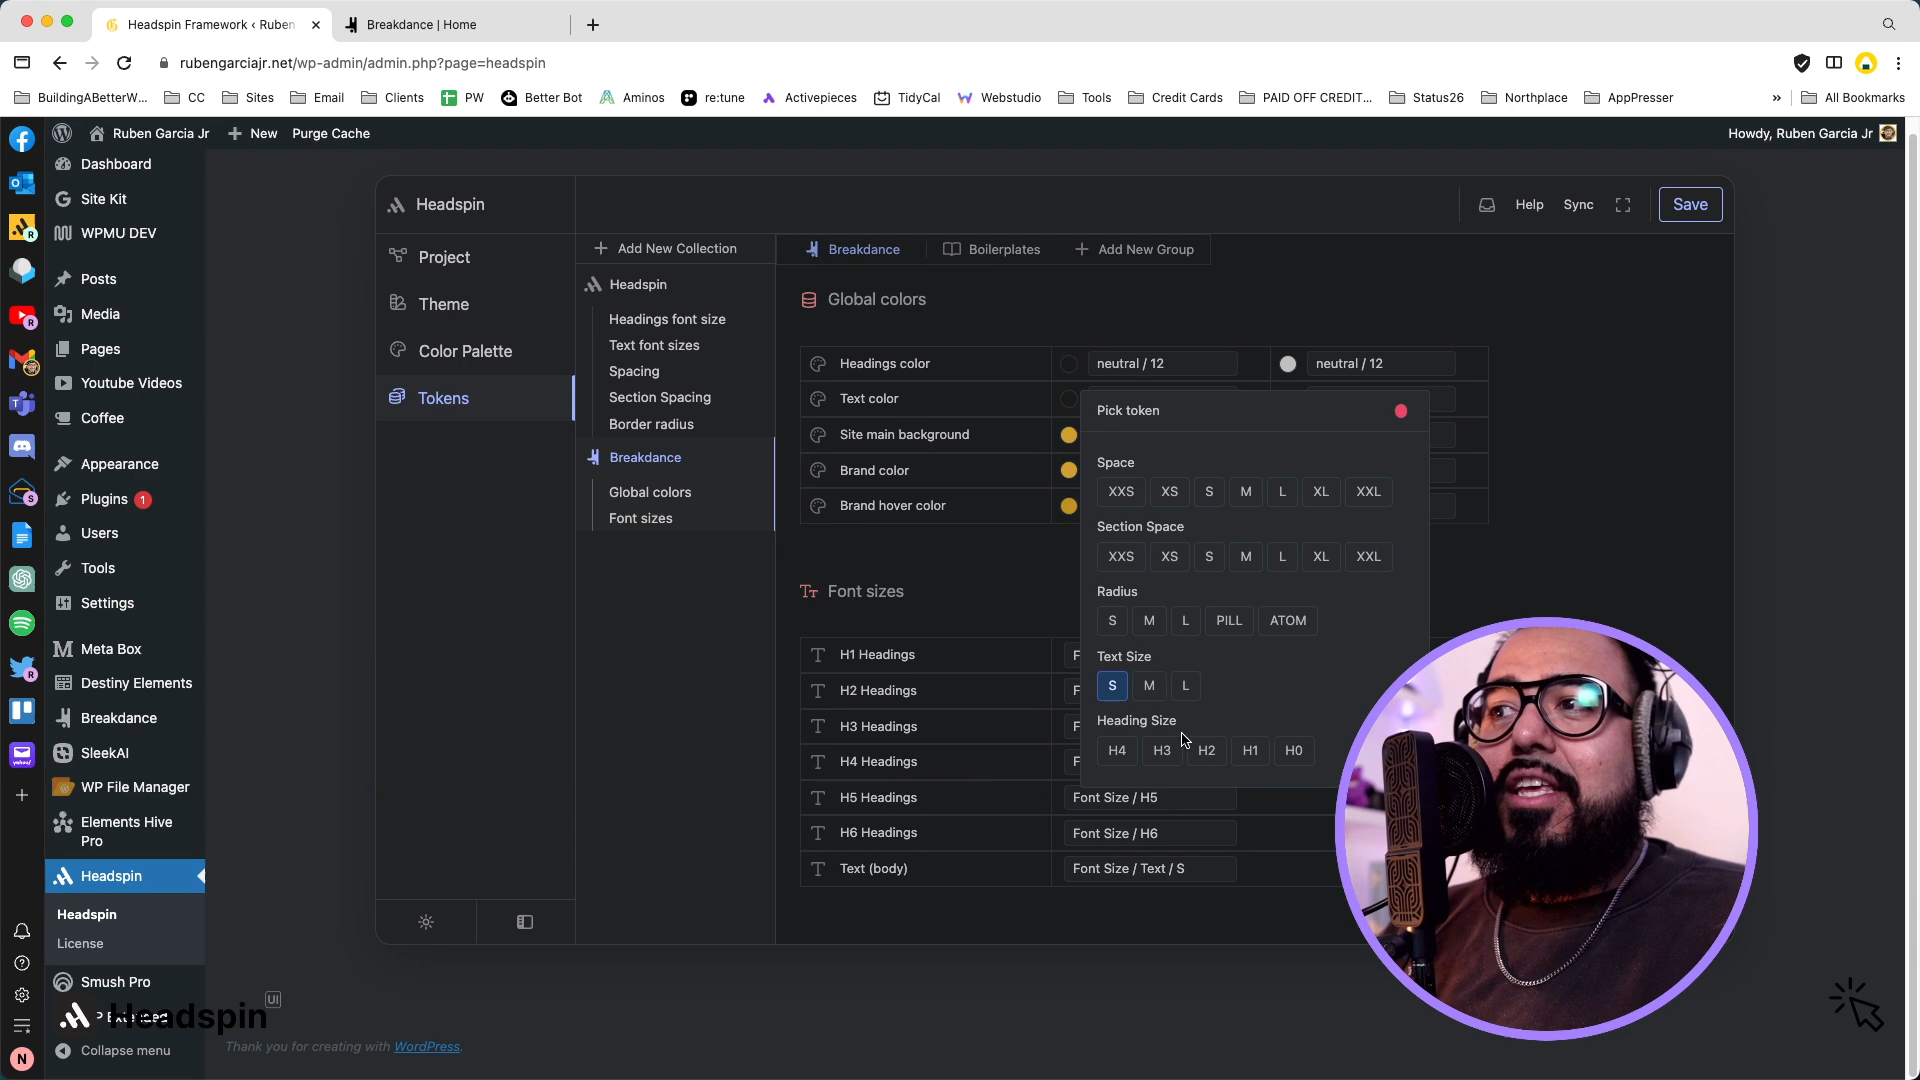 Headspin Framework ‹ Ruben
Breakdance | Home
rubengarciajr.net/wp-admin/admin.php?page=headspin
BuildingABetterW...
CC
Sites
Email
Clients
PW
Better Bot
Aminos
re:tune
Activepieces
TidyCal
Webstudio
Tools
Credit Cards
PAID OFF CREDIT...
Status26
Northplace
AppPresser
»
All Bookmarks
Ruben Garcia Jr
New
Purge Cache
Howdy, Ruben Garcia Jr
Dashboard
Site Kit
WPMU DEV
Posts
Media
Pages
Youtube Videos
Coffee
Appearance
Plugins 1
Users
Tools
Settings
Meta Box
Destiny Elements
Breakdance
SleekAI
WP File Manager
Elements Hive
Pro
Headspin
Headspin
License
Smush Pro
Collapse menu
Headspin
UI
Headspin
Help
Sync
Save
Project
Theme
Color Palette
Tokens
Add New Collection
Headspin
Headings font size
Text font sizes
Spacing
Section Spacing
Border radius
Breakdance
Global colors
Font sizes
Breakdance
Boilerplates
Add New Group
Global colors
Headings color
neutral / 12
neutral / 12
Text color
Site main background
Brand color
Brand hover color
Font sizes
H1 Headings
F
H2 Headings
F
H3 Headings
F
H4 Headings
F
H5 Headings
Font Size / H5
H6 Headings
Font Size / H6
Text (body)
Font Size / Text / S
Pick token
Space
XXS XS S M L XL XXL
Section Space
XXS XS S M L XL XXL
Radius
S M L PILL ATOM
Text Size
S M L
Heading Size
H4 H3 H2 H1 H0
Thank you for creating with WordPress.
N